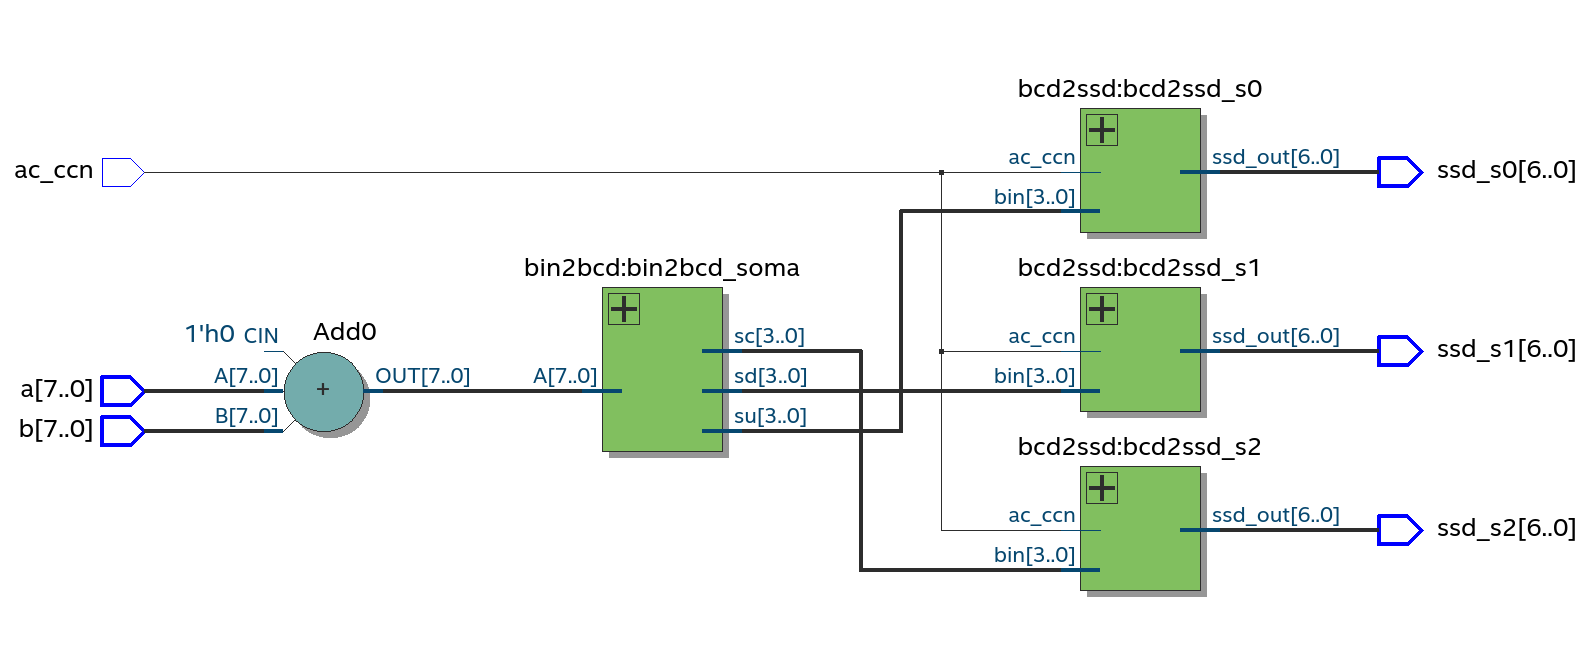 bcd2ssd:bcd2ssd_s0
ac_ccn
ac_ccn
ssd_out[6..0]
ssd_s0[6..0]
bin[3..0]
bin2bcd:bin2bcd_soma
bcd2ssd:bcd2ssd_s1
1'h0 CIN
Add0
sc[3..0]
ac_ccn
ssd_out[6..0]
ssd_s1[6..0]
a[7..0]
A[7..0]
+
OUT[7..0]
A[7..0]
sd[3..0]
bin[3..0]
b[7..0]
B[7..0]
su[3..0]
bcd2ssd:bcd2ssd_s2
ac_ccn
ssd_out[6..0]
ssd_s2[6..0]
bin[3..0]